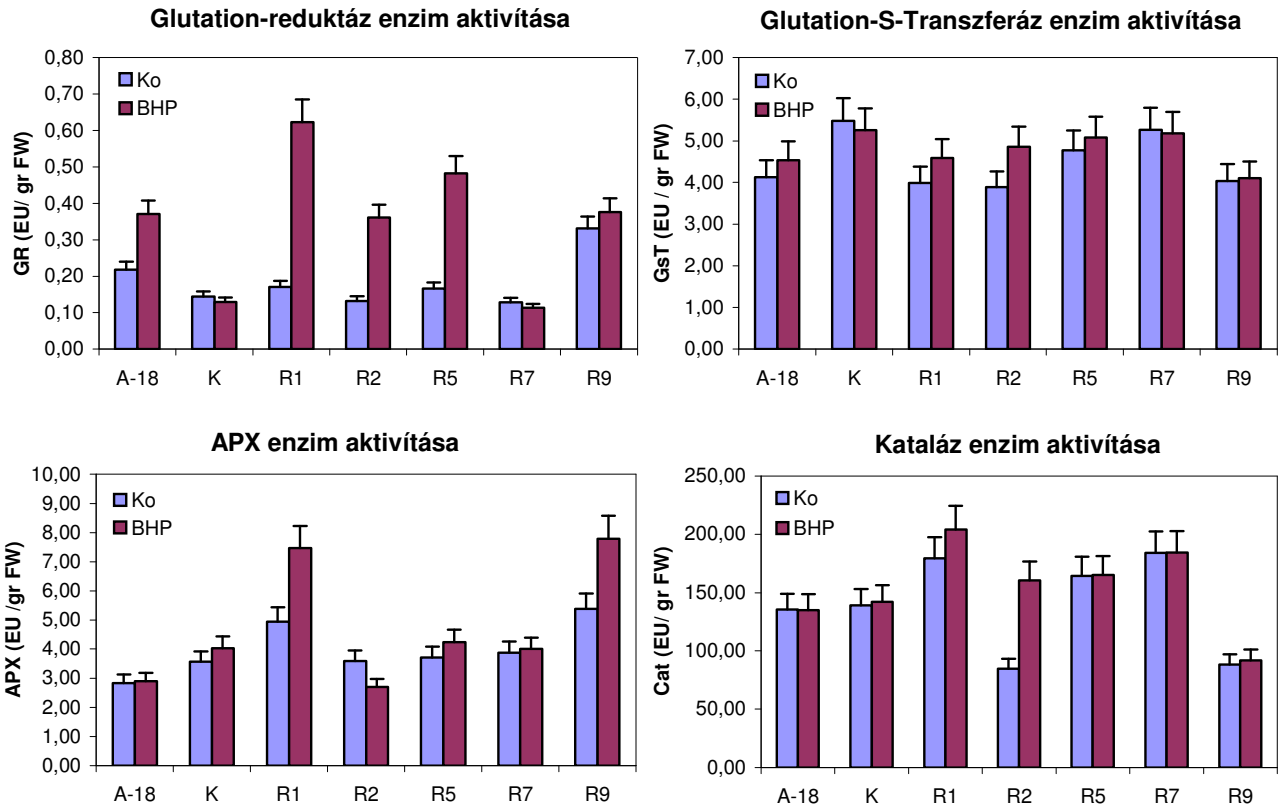 Glutation-reduktáz enzim aktivítása
0,80
0,70
0,60
0,50
0,40
0,30
0,20
0,10
0,00
GR (EU/ gr FW)
Ko
BHP
A-18 K R1 R2 R5 R7 R9
Glutation-S-Transzferáz enzim aktivítása
7,00
6,00
5,00
4,00
3,00
2,00
1,00
0,00
GsT (EU / gr FW)
Ko
BHP
A-18 K R1 R2 R5 R7 R9
APX enzim aktivítása
10,00
9,00
8,00
7,00
6,00
5,00
4,00
3,00
2,00
1,00
0,00
APX (EU /gr FW)
Ko
BHP
A-18 K R1 R2 R5 R7 R9
Kataláz enzim aktivítása
250,00
200,00
150,00
100,00
50,00
0,00
Cat (EU/ gr FW)
Ko
BHP
A-18 K R1 R2 R5 R7 R9